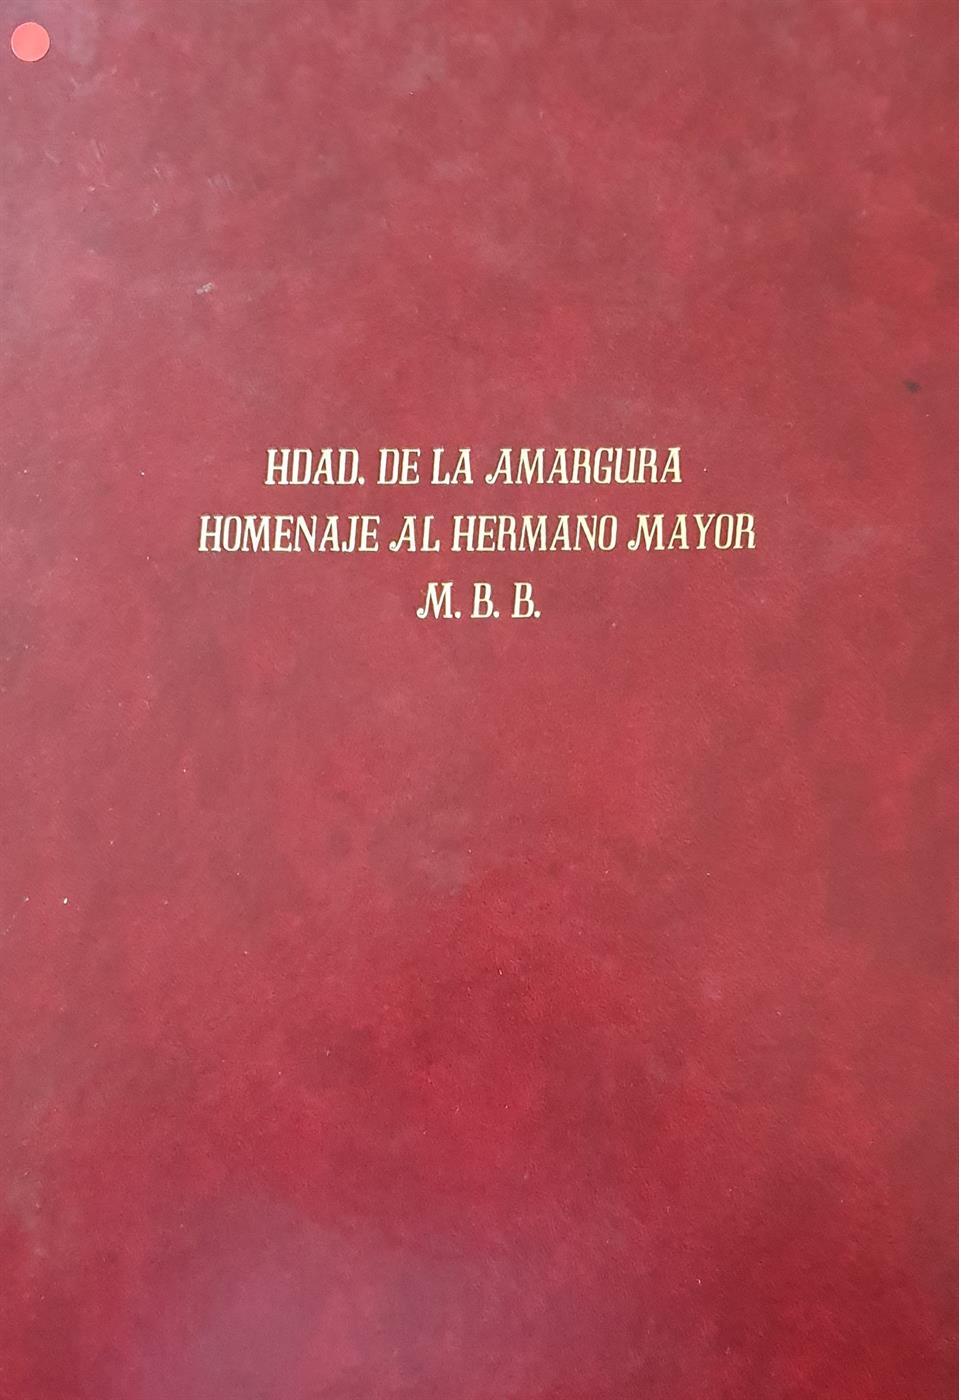 HDAD. DE LA AMARGURA
HOMENAJE AL HERMANO MAYOR
M. B. B.